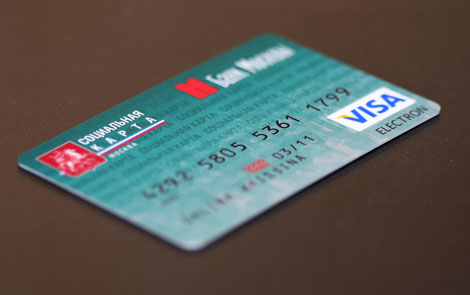 Банк Москвы
СОЦИАЛЬНАЯ
КАРТА
МОСКВА
4292 5805 5361 1799
03/11
VISA
ELECTRON